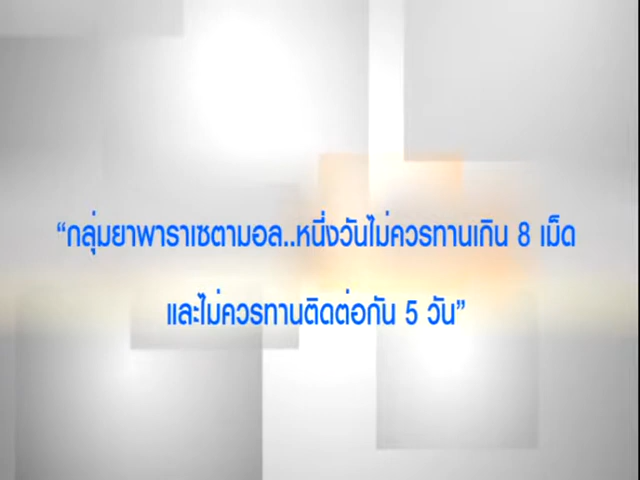 “กลุ่มยาพาราเซตามอล..หนึ่งวันไม่ควรทานเกิน 8 เม็ด
และไม่ควรทานติดต่อกัน 5 วัน”